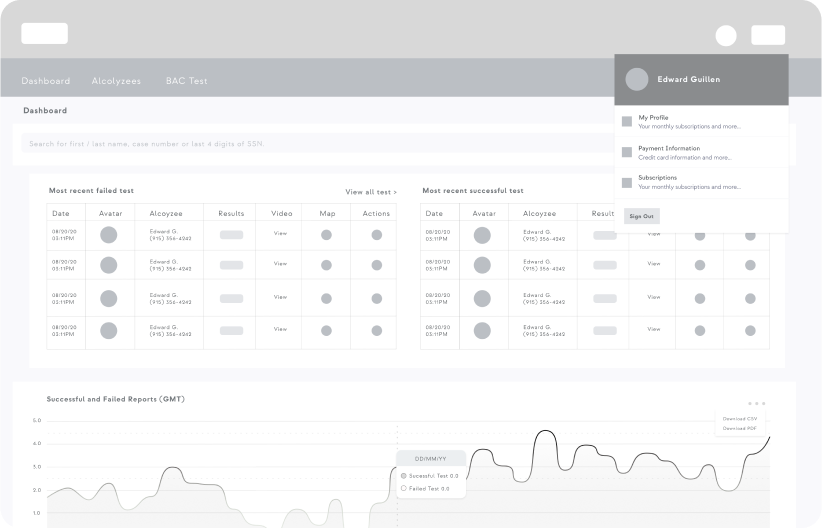 Dashboard Alcolyzees BAC Test
Edward Guillen
Dashboard
My Profile
Your monthly subscriptions and more...
Search for first / last name, case number or last 4 digits of SSN.
Payment Information
Credit card information and more...
Subscriptions
Your monthly subscriptions and more...
Sign Out
Most recent failed test View all test >
Date Avatar Alcoyzee Results Video Map Actions
08/20/20 Edward G. View
03:11PM (915) 356-4242
08/20/20 Edward G. View
03:11PM (915) 356-4242
08/20/20 Edward G. View
03:11PM (915) 356-4242
08/20/20 Edward G. View
03:11PM (915) 356-4242
Most recent successful test
Date Avatar Alcoyzee
08/20/20 Edward G. View
03:11PM (915) 356-4242
08/20/20 Edward G. View
03:11PM (915) 356-4242
08/20/20 Edward G. View
03:11PM (915) 356-4242
08/20/20 Edward G. View
03:11PM (915) 356-4242
Successful and Failed Reports (GMT)
Download CSV
Download PDF
5.0
4.0
3.0
2.0
1.0
DD/MM/YY
Sucessful Test 0.0
Failed Test 0.0